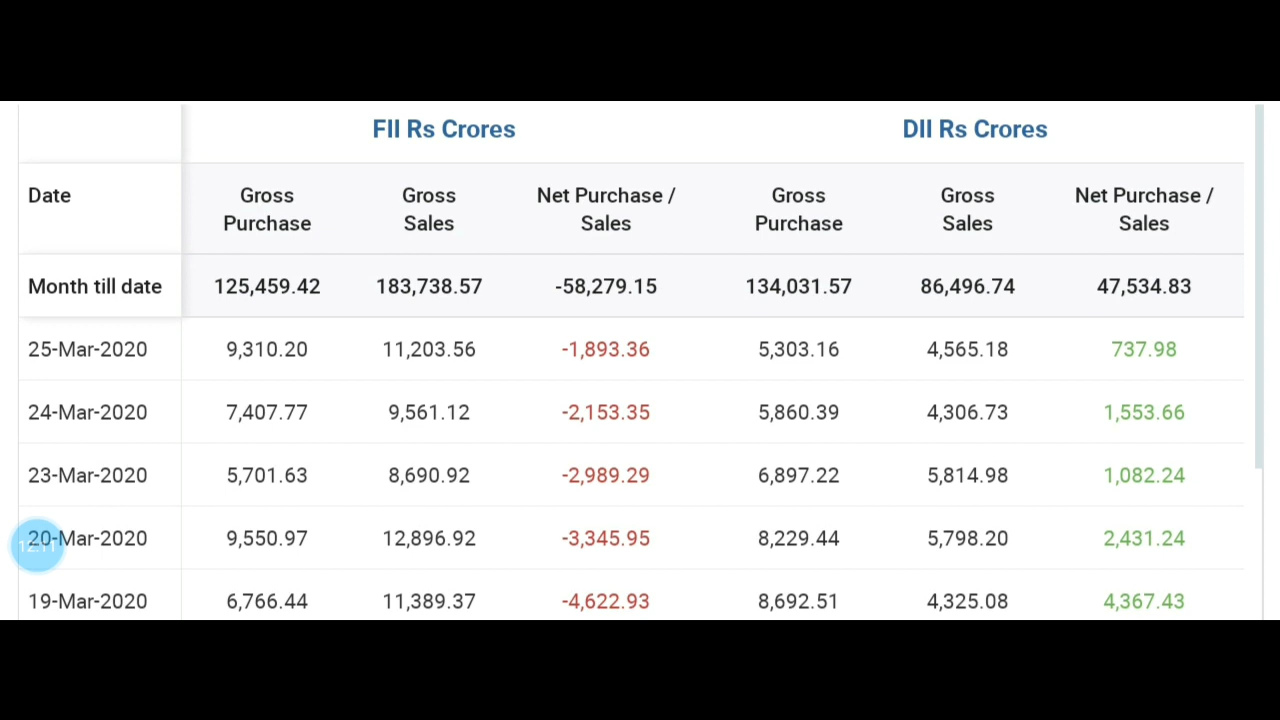 FII Rs Crores DII Rs Crores
Date Gross Purchase Gross Sales Net Purchase / Sales Gross Purchase Gross Sales Net Purchase / Sales
Month till date 125,459.42 183,738.57 -58,279.15 134,031.57 86,496.74 47,534.83
25-Mar-2020 9,310.20 11,203.56 -1,893.36 5,303.16 4,565.18 737.98
24-Mar-2020 7,407.77 9,561.12 -2,153.35 5,860.39 4,306.73 1,553.66
23-Mar-2020 5,701.63 8,690.92 -2,989.29 6,897.22 5,814.98 1,082.24
20-Mar-2020 9,550.97 12,896.92 -3,345.95 8,229.44 5,798.20 2,431.24
12:11
19-Mar-2020 6,766.44 11,389.37 -4,622.93 8,692.51 4,325.08 4,367.43